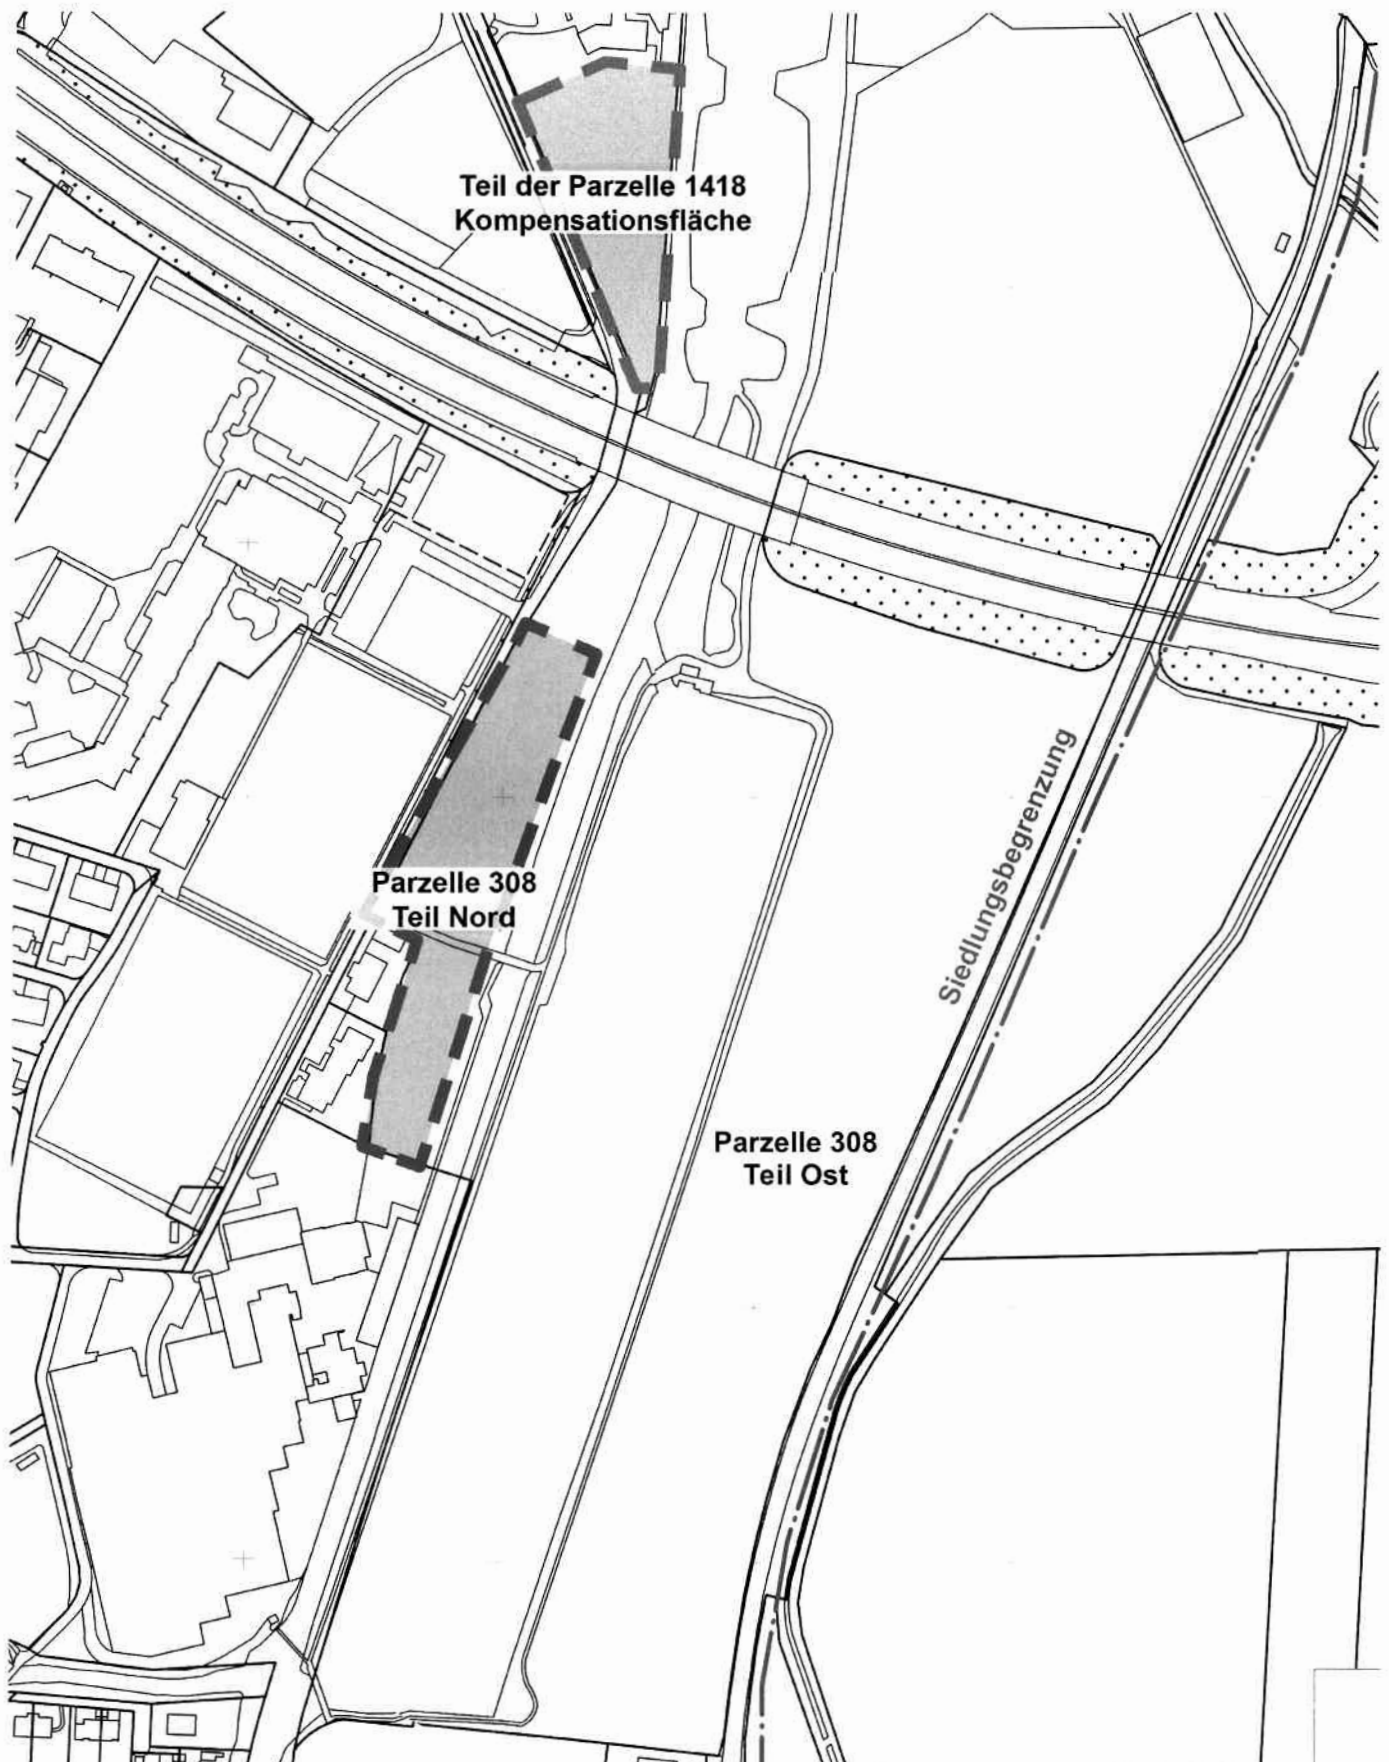 Teil der Parzelle 1418
Kompensationsfläche
Parzelle 308
Teil Nord
Siedlungsbegrenzung
Parzelle 308
Teil Ost